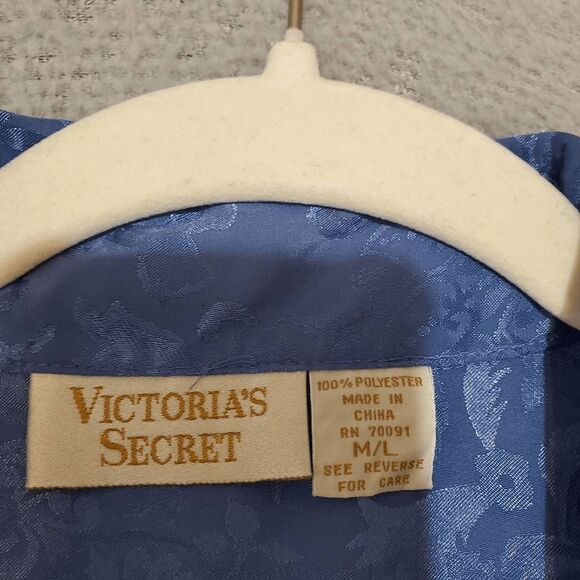 VICTORIA'S
SECRET
100% POLYESTER
MADE IN
CHINA
RN 70091
M/L
SEE REVERSE
FOR CARE